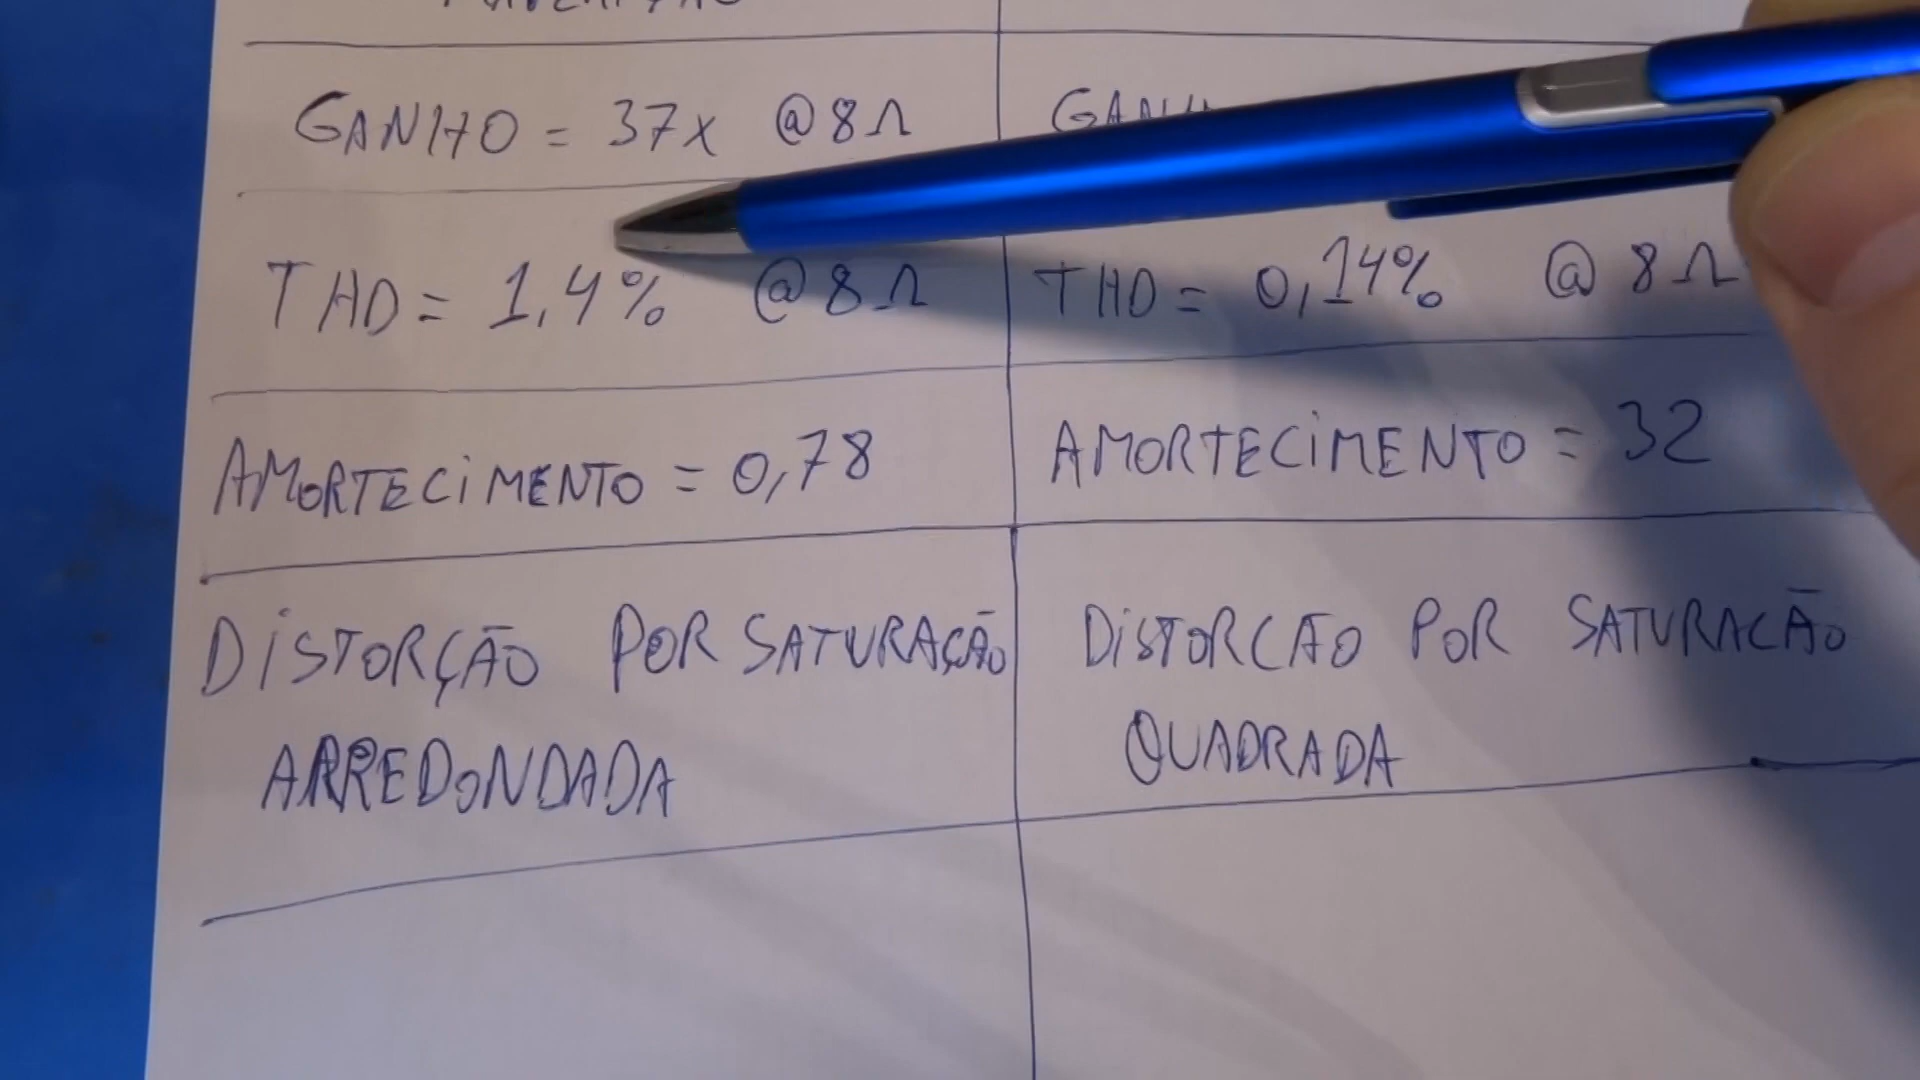 GANHO = 37x @8Ω
THD = 1,4% @8Ω
THD = 0,14% @8Ω
AMORTECIMENTO = 0,78
AMORTECIMENTO = 32
DISTORÇÃO POR SATURAÇÃO
ARREDONDADA
DISTORCÃO POR SATURACÃO
QUADRADA